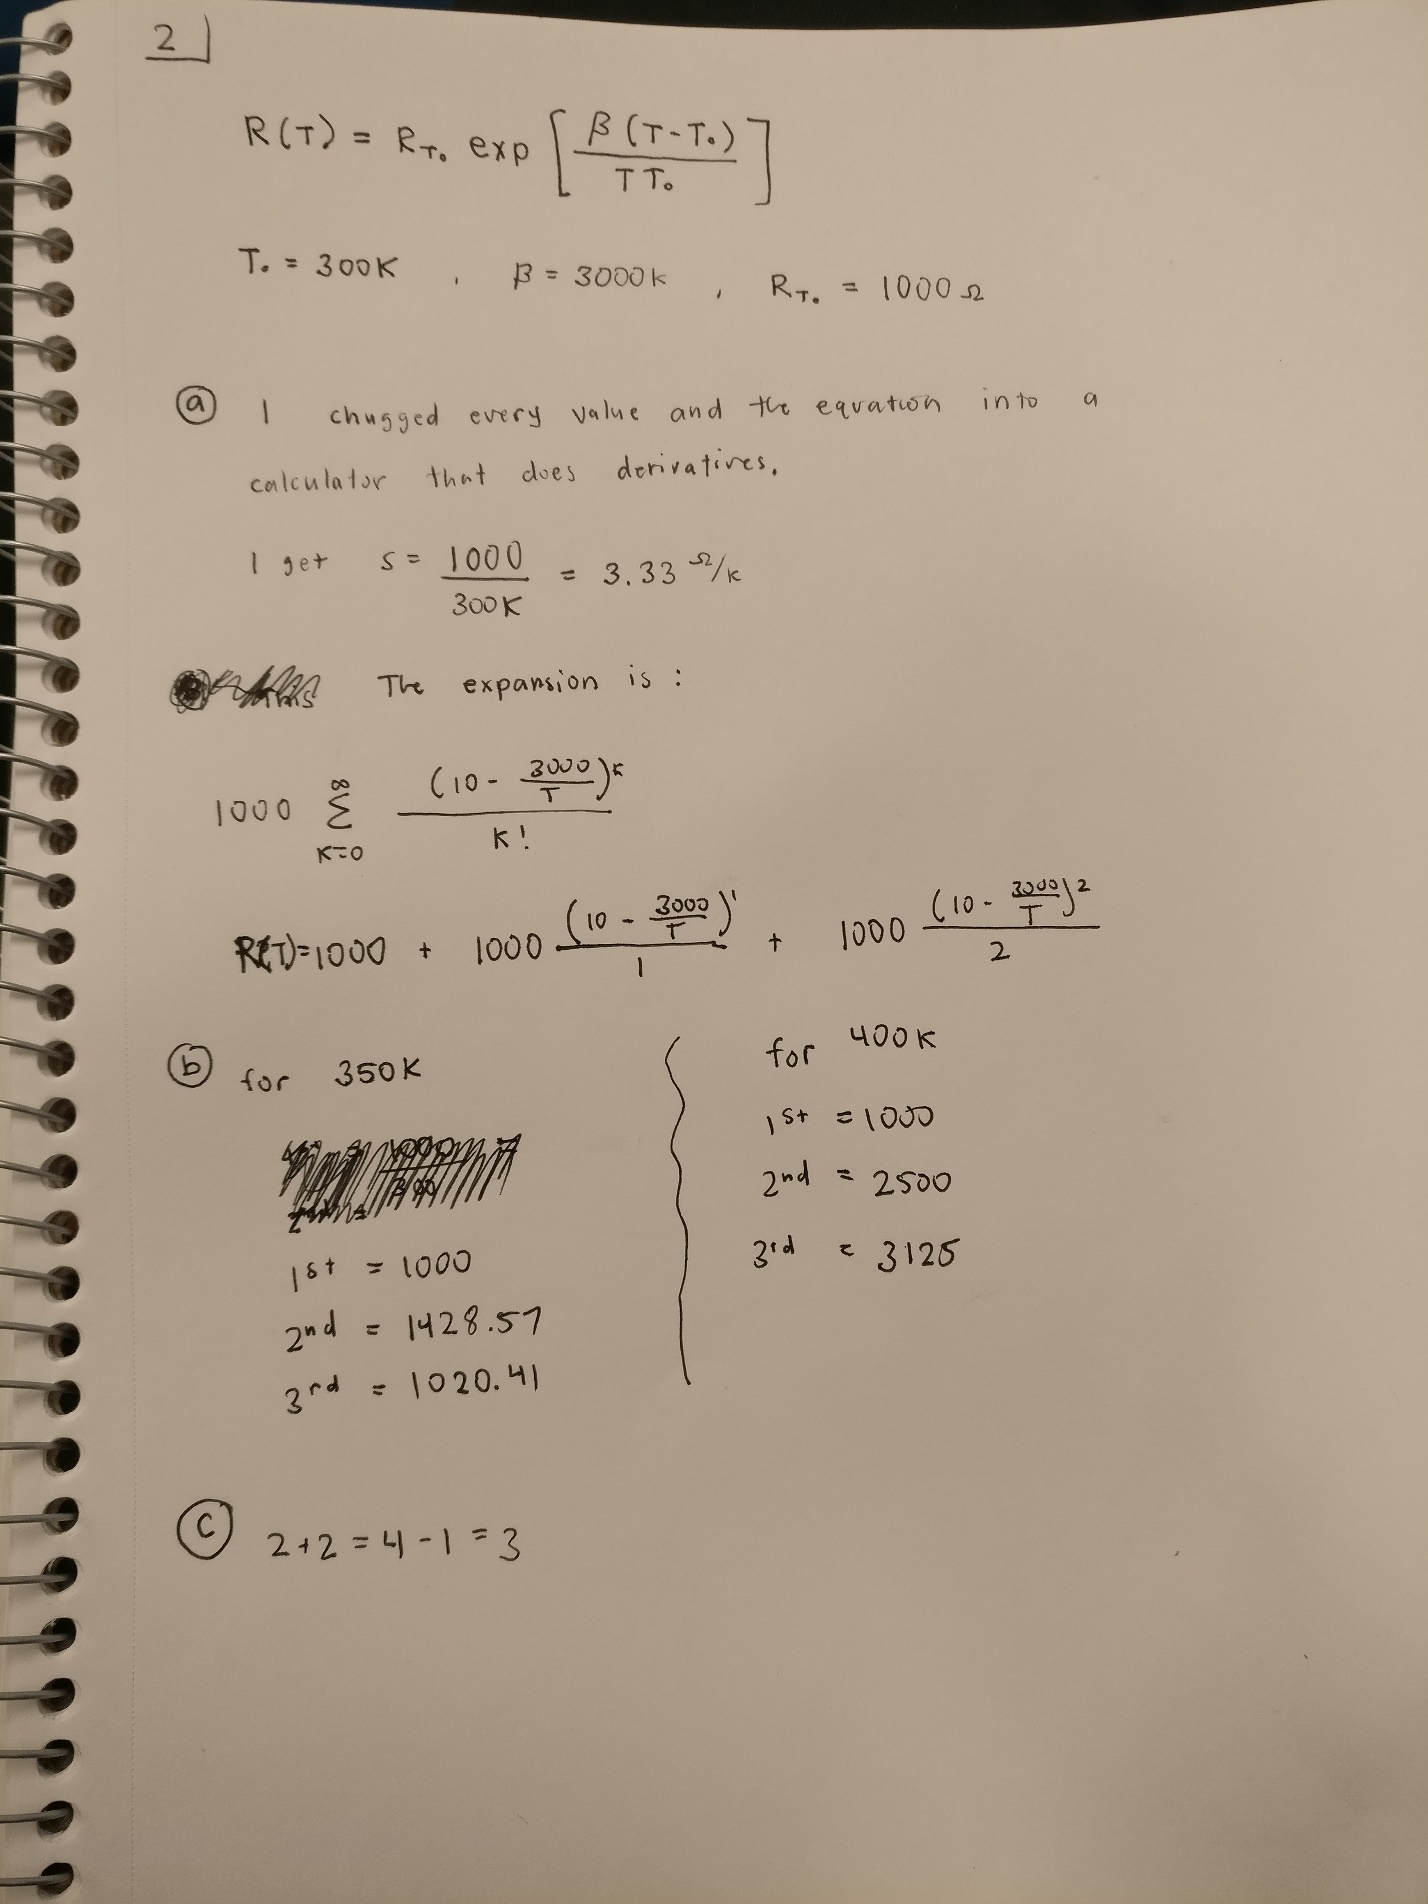 2
R(T) = R_T₀ exp [ β(T-T₀) / T T₀ ]
T₀ = 300K , β = 3000K , R_T₀ = 1000 Ω
(a) I chugged every value and the equation into a
calculator that does derivatives.
I get S = 1000 / 300K = 3.33 Ω/K
The expansion is :
1000 Σ_{K=0}^{∞} (10 - 3000/T)^K / K!
R(T)=1000 + 1000 (10 - 3000/T)^1 / 1 + 1000 (10 - 3000/T)^2 / 2
(b) for 350K
1st = 1000
2nd = 1428.57
3rd = 1020.41
for 400K
1st = 1000
2nd = 2500
3rd = 3125
(c) 2+2 = 4-1 = 3